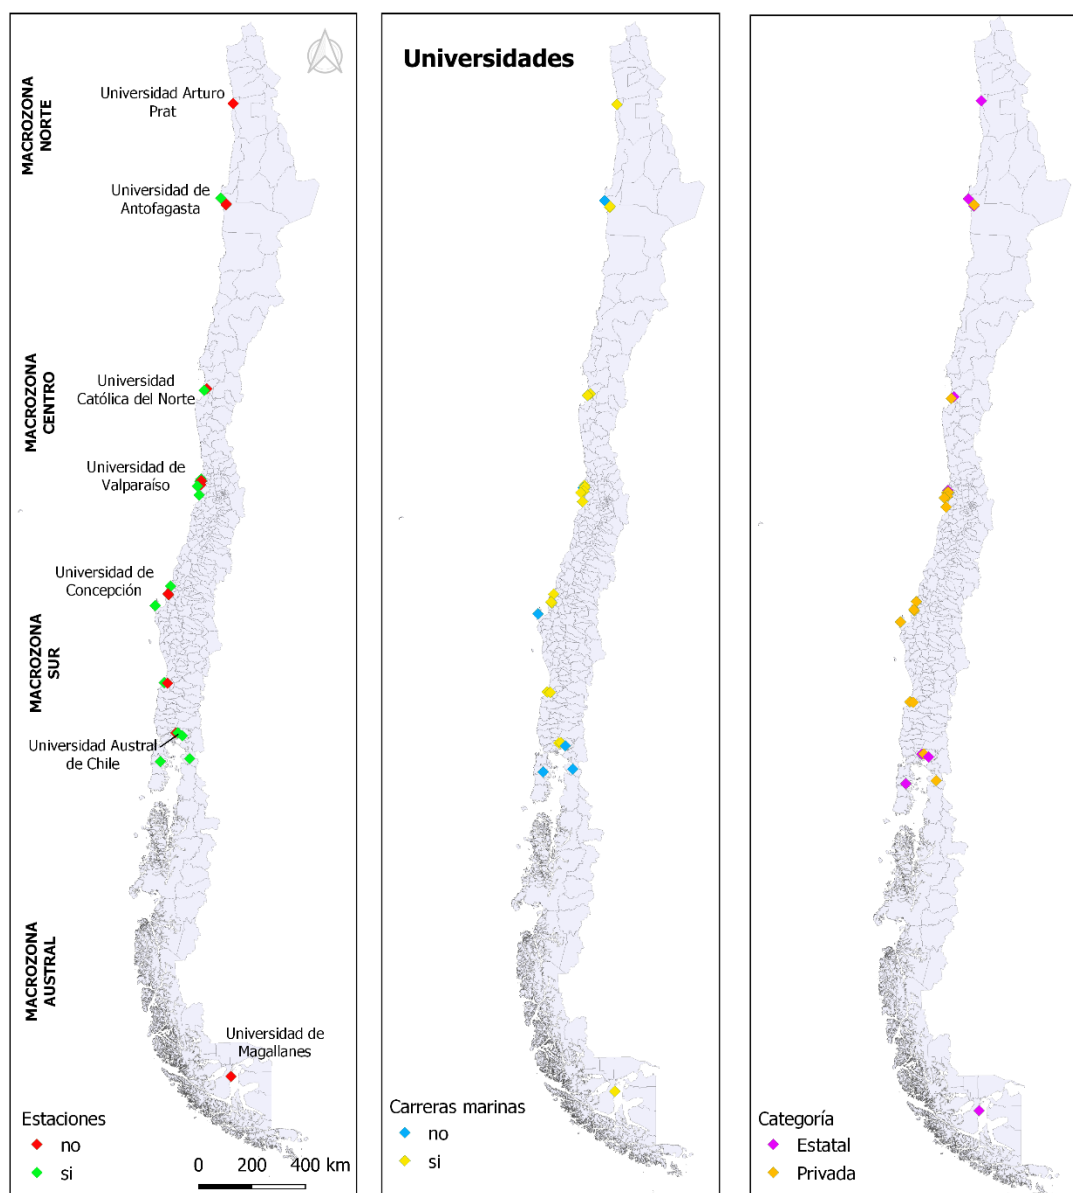 MACROZONA
NORTE
Universidad Arturo
Prat
Universidad de
Antofagasta
MACROZONA
CENTRO
Universidad
Católica del Norte
Universidad de
Valparaíso
Universidad de
Concepción
MACROZONA
SUR
Universidad Austral
de Chile
MACROZONA
AUSTRAL
Universidad de
Magallanes
Estaciones
no
si
0 200 400 km
Universidades
Carreras marinas
no
si
Categoría
Estatal
Privada